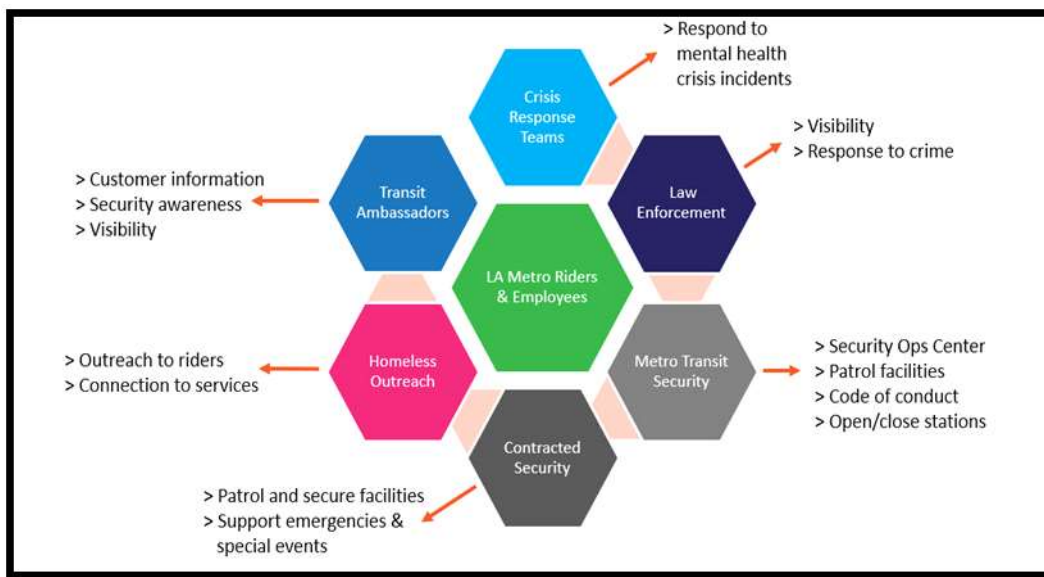 > Respond to
mental health
crisis incidents
Crisis
Response
Teams
> Visibility
> Response to crime
> Customer information
> Security awareness
> Visibility
Transit
Ambassadors
Law
Enforcement
LA Metro Riders
& Employees
> Outreach to riders
> Connection to services
Homeless
Outreach
Metro Transit
Security
> Security Ops Center
> Patrol facilities
> Code of conduct
> Open/close stations
Contracted
Security
> Patrol and secure facilities
> Support emergencies &
special events